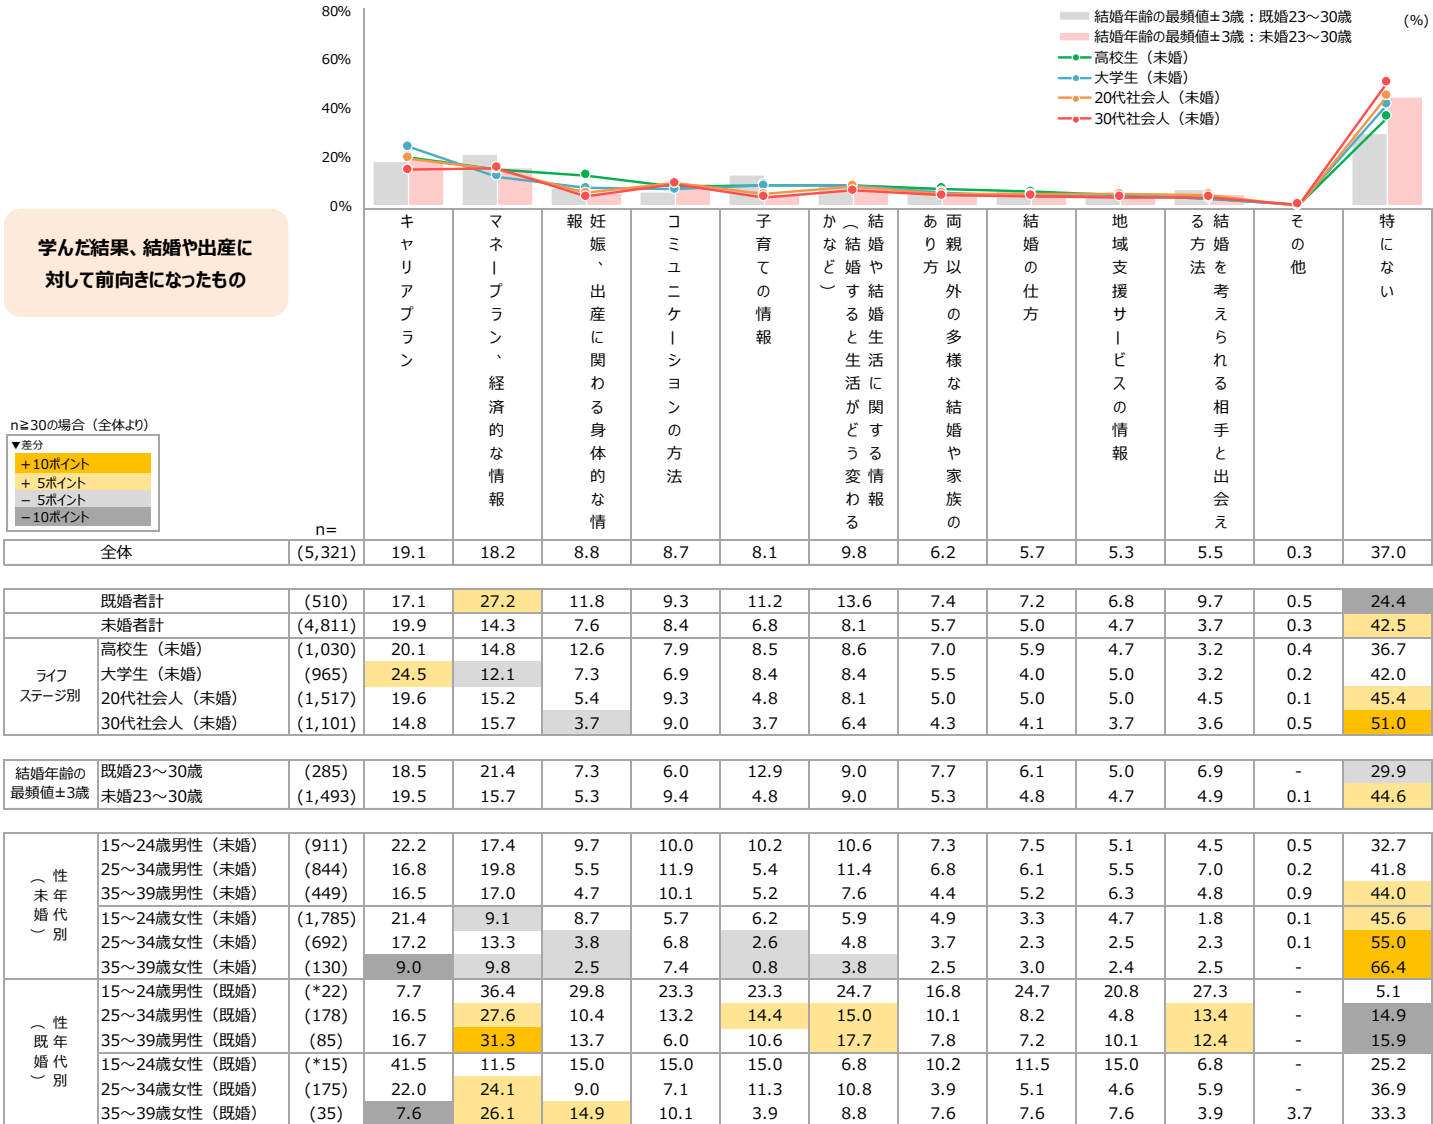 80%
60%
40%
20%
0%
結婚年齢の最頻値±3歳：既婚23～30歳
結婚年齢の最頻値±3歳：未婚23～30歳
高校生（未婚）
大学生（未婚）
20代社会人（未婚）
30代社会人（未婚）
(%)
学んだ結果、結婚や出産に
対して前向きになったもの
キャリアプラン
マネープラン、経済的な情報
妊娠、出産に関わる身体的な情
報
コミュニケーションの方法
子育ての情報
結婚や結婚生活に関する情報
（結婚すると生活がどう変わる
かなど）
両親以外の多様な結婚や家族の
あり方
結婚の仕方
地域支援サービスの情報
結婚を考えられる相手と出会え
る方法
その他
特にない
n≧30の場合（全体より）
▼差分
＋10ポイント
＋ 5ポイント
－ 5ポイント
－10ポイント
n=
全体 (5,321) 19.1 18.2 8.8 8.7 8.1 9.8 6.2 5.7 5.3 5.5 0.3 37.0
既婚者計 (510) 17.1 27.2 11.8 9.3 11.2 13.6 7.4 7.2 6.8 9.7 0.5 24.4
未婚者計 (4,811) 19.9 14.3 7.6 8.4 6.8 8.1 5.7 5.0 4.7 3.7 0.3 42.5
ライフ
ステージ別
高校生（未婚） (1,030) 20.1 14.8 12.6 7.9 8.5 8.6 7.0 5.9 4.7 3.2 0.4 36.7
大学生（未婚） (965) 24.5 12.1 7.3 6.9 8.4 8.4 5.5 4.0 5.0 3.2 0.2 42.0
20代社会人（未婚） (1,517) 19.6 15.2 5.4 9.3 4.8 8.1 5.0 5.0 5.0 4.5 0.1 45.4
30代社会人（未婚） (1,101) 14.8 15.7 3.7 9.0 3.7 6.4 4.3 4.1 3.7 3.6 0.5 51.0
結婚年齢の
最頻値±3歳
既婚23～30歳 (285) 18.5 21.4 7.3 6.0 12.9 9.0 7.7 6.1 5.0 6.9 - 29.9
未婚23～30歳 (1,493) 19.5 15.7 5.3 9.4 4.8 9.0 5.3 4.8 4.7 4.9 0.1 44.6
性年代別
（未婚）
15～24歳男性（未婚） (911) 22.2 17.4 9.7 10.0 10.2 10.6 7.3 7.5 5.1 4.5 0.5 32.7
25～34歳男性（未婚） (844) 16.8 19.8 5.5 11.9 5.4 11.4 6.8 6.1 5.5 7.0 0.2 41.8
35～39歳男性（未婚） (449) 16.5 17.0 4.7 10.1 5.2 7.6 4.4 5.2 6.3 4.8 0.9 44.0
15～24歳女性（未婚） (1,785) 21.4 9.1 8.7 5.7 6.2 5.9 4.9 3.3 4.7 1.8 0.1 45.6
25～34歳女性（未婚） (692) 17.2 13.3 3.8 6.8 2.6 4.8 3.7 2.3 2.5 2.3 0.1 55.0
35～39歳女性（未婚） (130) 9.0 9.8 2.5 7.4 0.8 3.8 2.5 3.0 2.4 2.5 - 66.4
性年代別
（既婚）
15～24歳男性（既婚） (*22) 7.7 36.4 29.8 23.3 23.3 24.7 16.8 24.7 20.8 27.3 - 5.1
25～34歳男性（既婚） (178) 16.5 27.6 10.4 13.2 14.4 15.0 10.1 8.2 4.8 13.4 - 14.9
35～39歳男性（既婚） (85) 16.7 31.3 13.7 6.0 10.6 17.7 7.8 7.2 10.1 12.4 - 15.9
15～24歳女性（既婚） (*15) 41.5 11.5 15.0 15.0 15.0 6.8 10.2 11.5 15.0 6.8 - 25.2
25～34歳女性（既婚） (175) 22.0 24.1 9.0 7.1 11.3 10.8 3.9 5.1 4.6 5.9 - 36.9
35～39歳女性（既婚） (35) 7.6 26.1 14.9 10.1 3.9 8.8 7.6 7.6 7.6 3.9 3.7 33.3